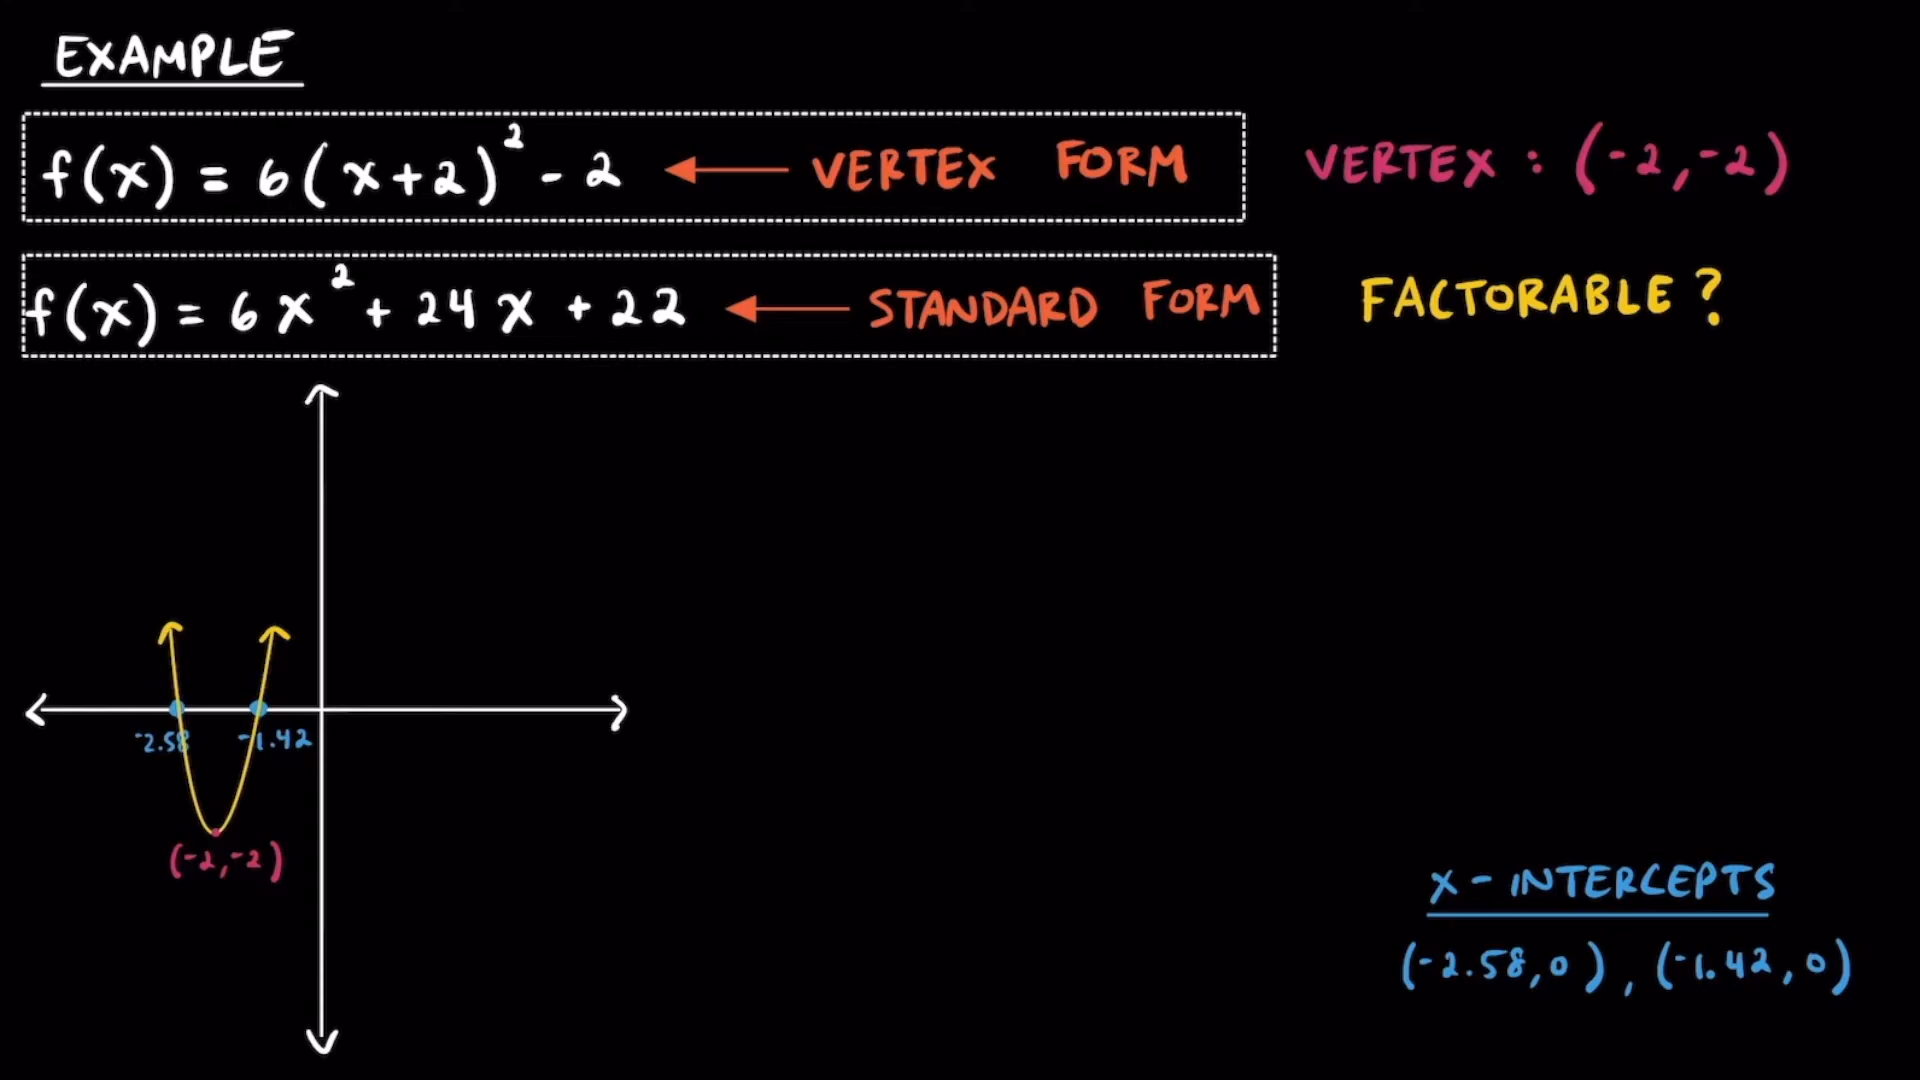 EXAMPLE
f(x) = 6(x+2)² - 2 ← VERTEX FORM VERTEX : (-2,-2)
f(x) = 6x² + 24x + 22 ← STANDARD FORM FACTORABLE ?
-2.58 -1.42
(-2,-2)
x - INTERCEPTS
(-2.58,0) , (-1.42,0)